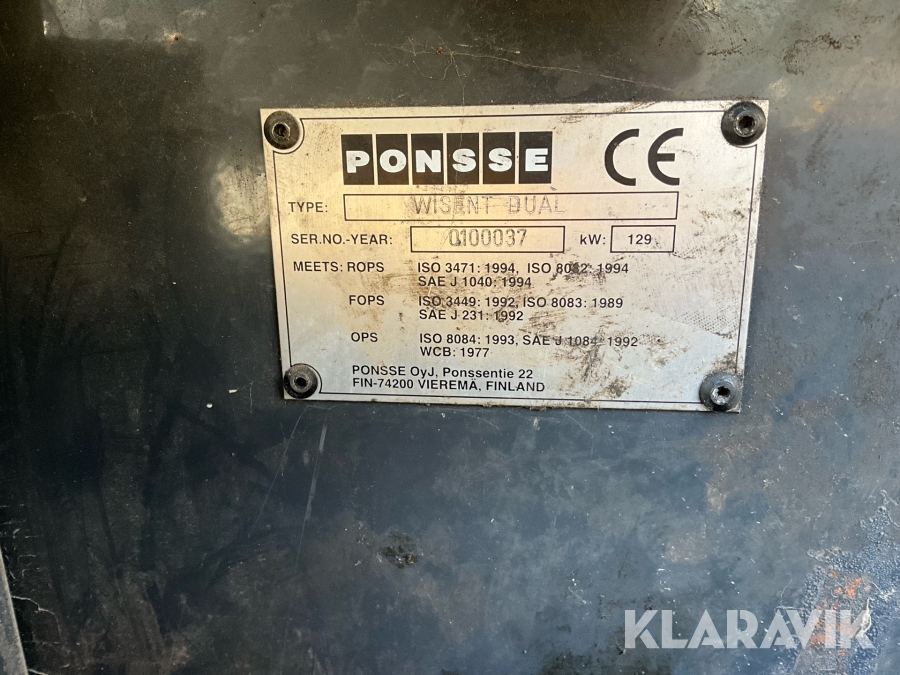 PONSSE CE
TYPE: WISENT DUAL
SER.NO.-YEAR: 0100037 kW: 129
MEETS: ROPS ISO 3471: 1994, ISO 8082: 1994
SAE J 1040: 1994
FOPS ISO 3449: 1992, ISO 8083: 1989
SAE J 231: 1992
OPS ISO 8084: 1993, SAE J 1084: 1992
WCB: 1977
PONSSE OyJ, Ponssentie 22
FIN-74200 VIEREMÄ, FINLAND
KLARAVIK